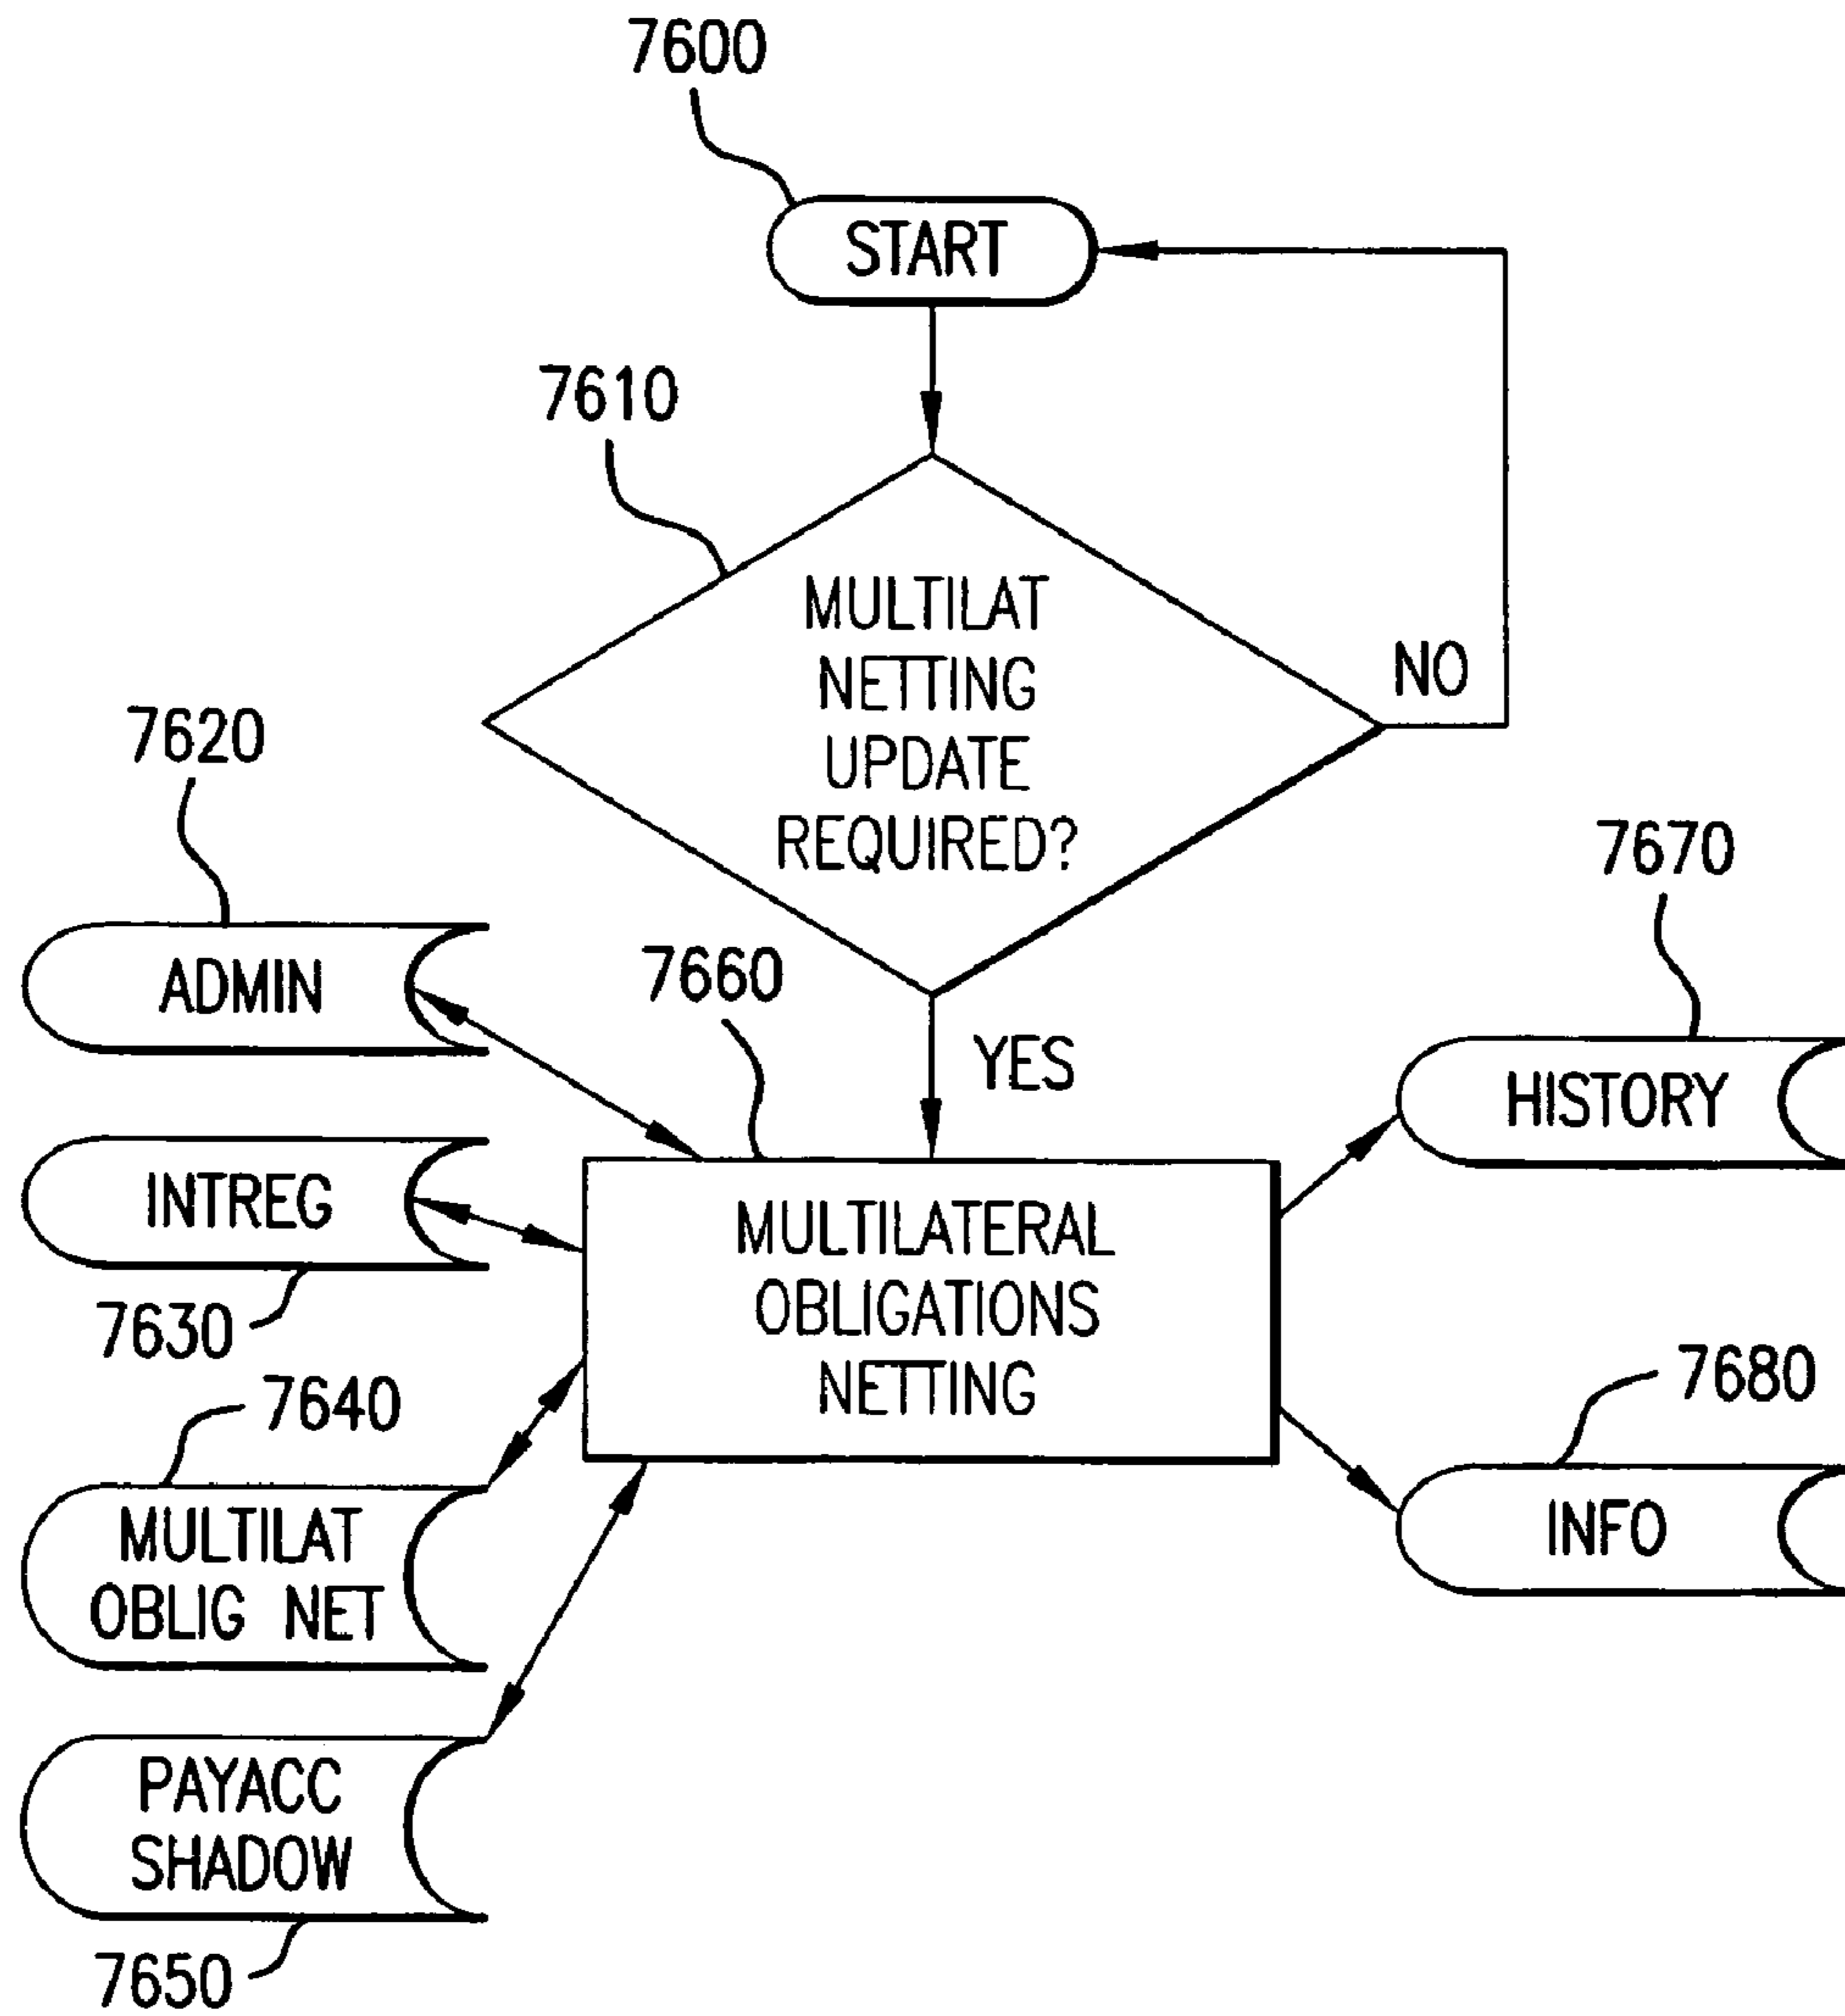 7600
START
7610
MULTILAT
NETTING
UPDATE
REQUIRED?
NO
7620
ADMIN
7660
YES
7670
HISTORY
INTREG
7630
MULTILATERAL
OBLIGATIONS
NETTING
7640
MULTILAT
OBLIG NET
7680
INFO
PAYACC
SHADOW
7650